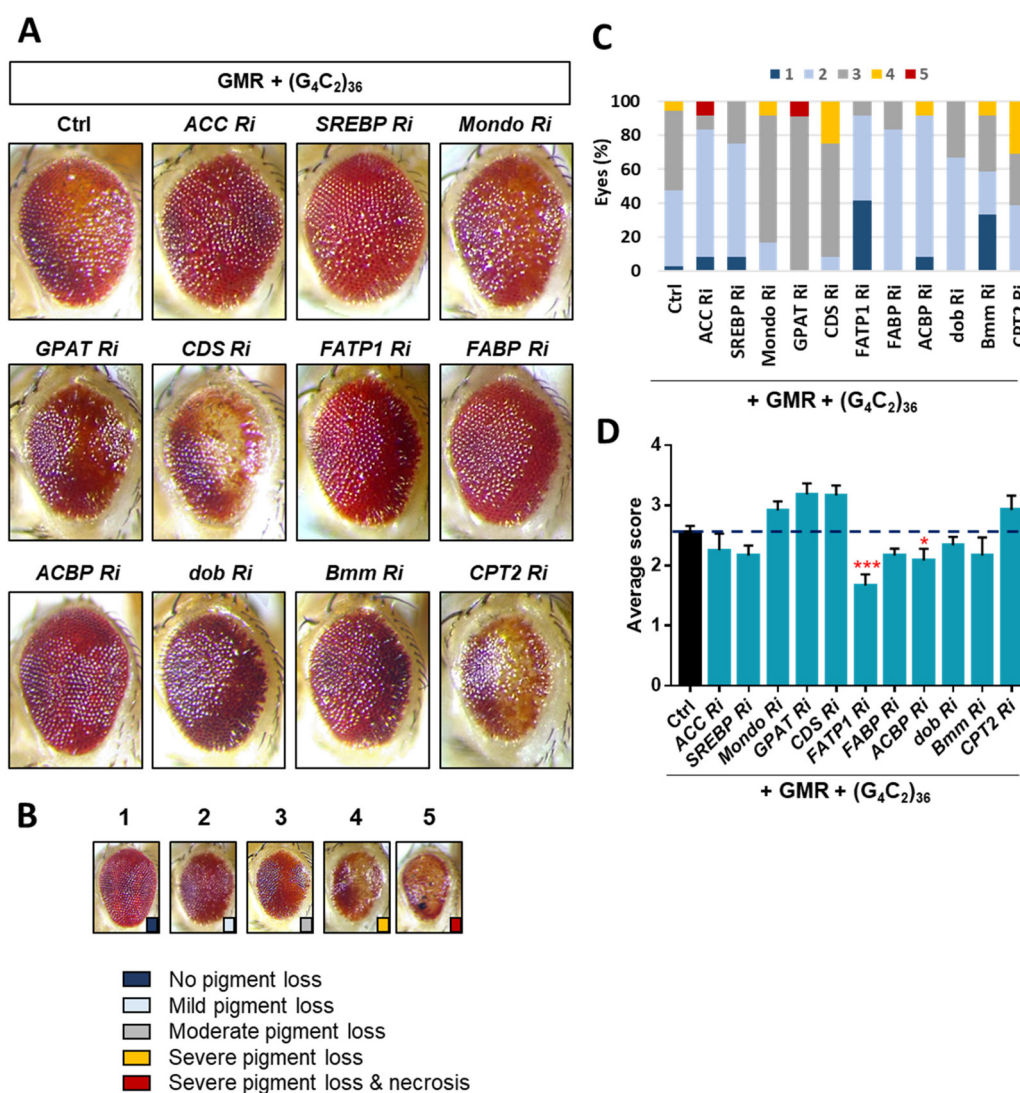 A
GMR + (G₄C₂)₃₆
Ctrl ACC Ri SREBP Ri Mondo Ri
GPAT Ri CDS Ri FATP1 Ri FABP Ri
ACBP Ri dob Ri Bmm Ri CPT2 Ri
B
1 2 3 4 5
No pigment loss
Mild pigment loss
Moderate pigment loss
Severe pigment loss
Severe pigment loss & necrosis
C
1 2 3 4 5
Eyes (%)
100
80
60
40
20
0
Ctrl
ACC Ri
SREBP Ri
Mondo Ri
GPAT Ri
CDS Ri
FATP1 Ri
FABP Ri
ACBP Ri
dob Ri
Bmm Ri
CPT2 Ri
+ GMR + (G₄C₂)₃₆
D
Average score
4
3
2
1
0
***
*
Ctrl
ACC Ri
SREBP Ri
Mondo Ri
GPAT Ri
CDS Ri
FATP1 Ri
FABP Ri
ACBP Ri
dob Ri
Bmm Ri
CPT2 Ri
+ GMR + (G₄C₂)₃₆